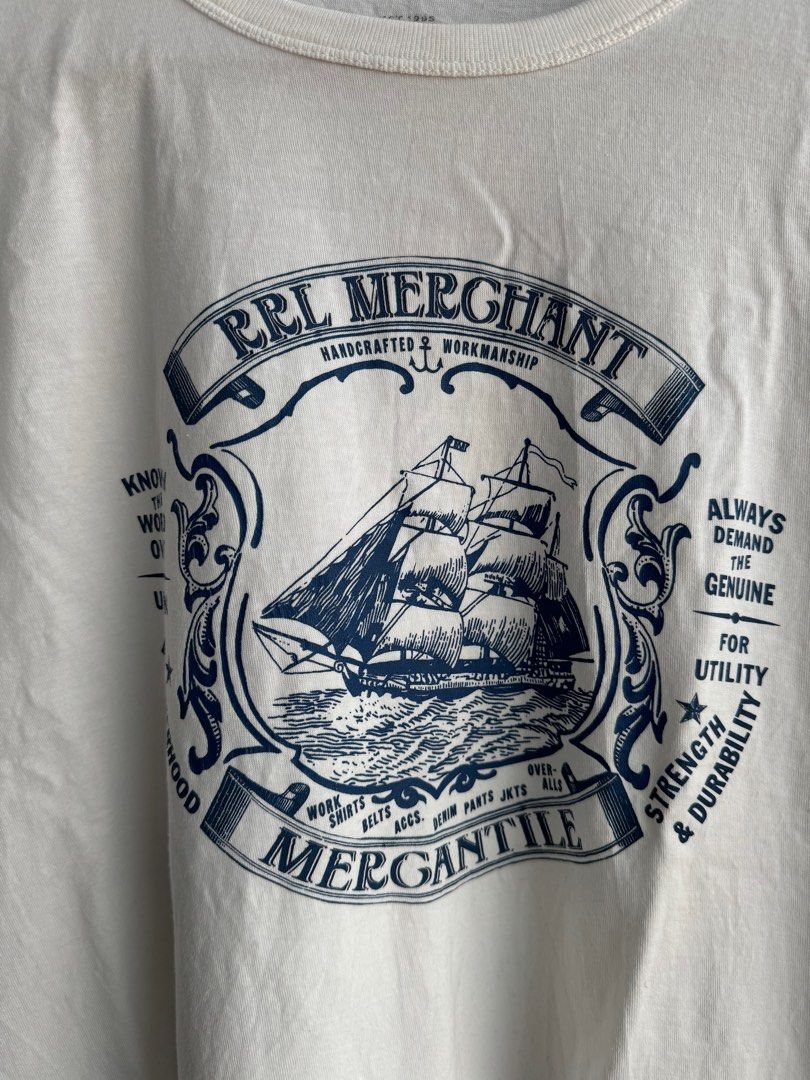 RRL MERCHANT
HANDCRAFTED WORKMANSHIP
KNOW
ALWAYS
DEMAND
THE
GENUINE
FOR
UTILITY
STRENGTH
& DURABILITY
WORK
SHIRTS
BELTS
ACCS.
DENIM
PANTS
JKTS
OVER-
ALLS
MERCANTILE